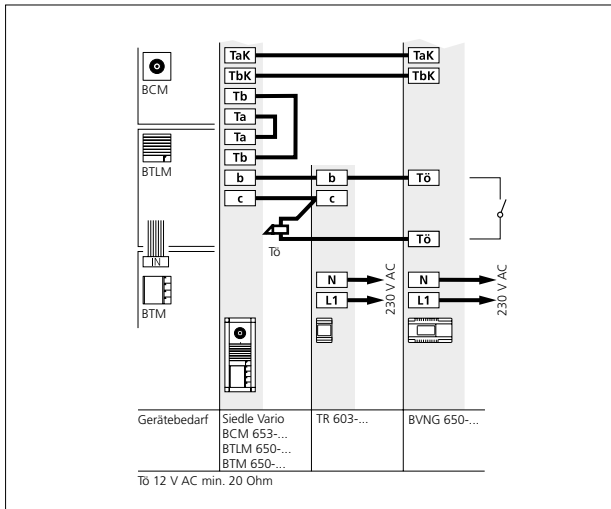 TaK TaK
BCM TbK TbK
Tb
Ta
Ta
BTLM Tb
b b Tö
c c
Tö Tö
IN
N N
230 V AC 230 V AC
L1 L1
BTM
Gerätebedarf Siedle Vario TR 603-... BVNG 650-...
BCM 653-...
BTLM 650-...
BTM 650-...
Tö 12 V AC min. 20 Ohm